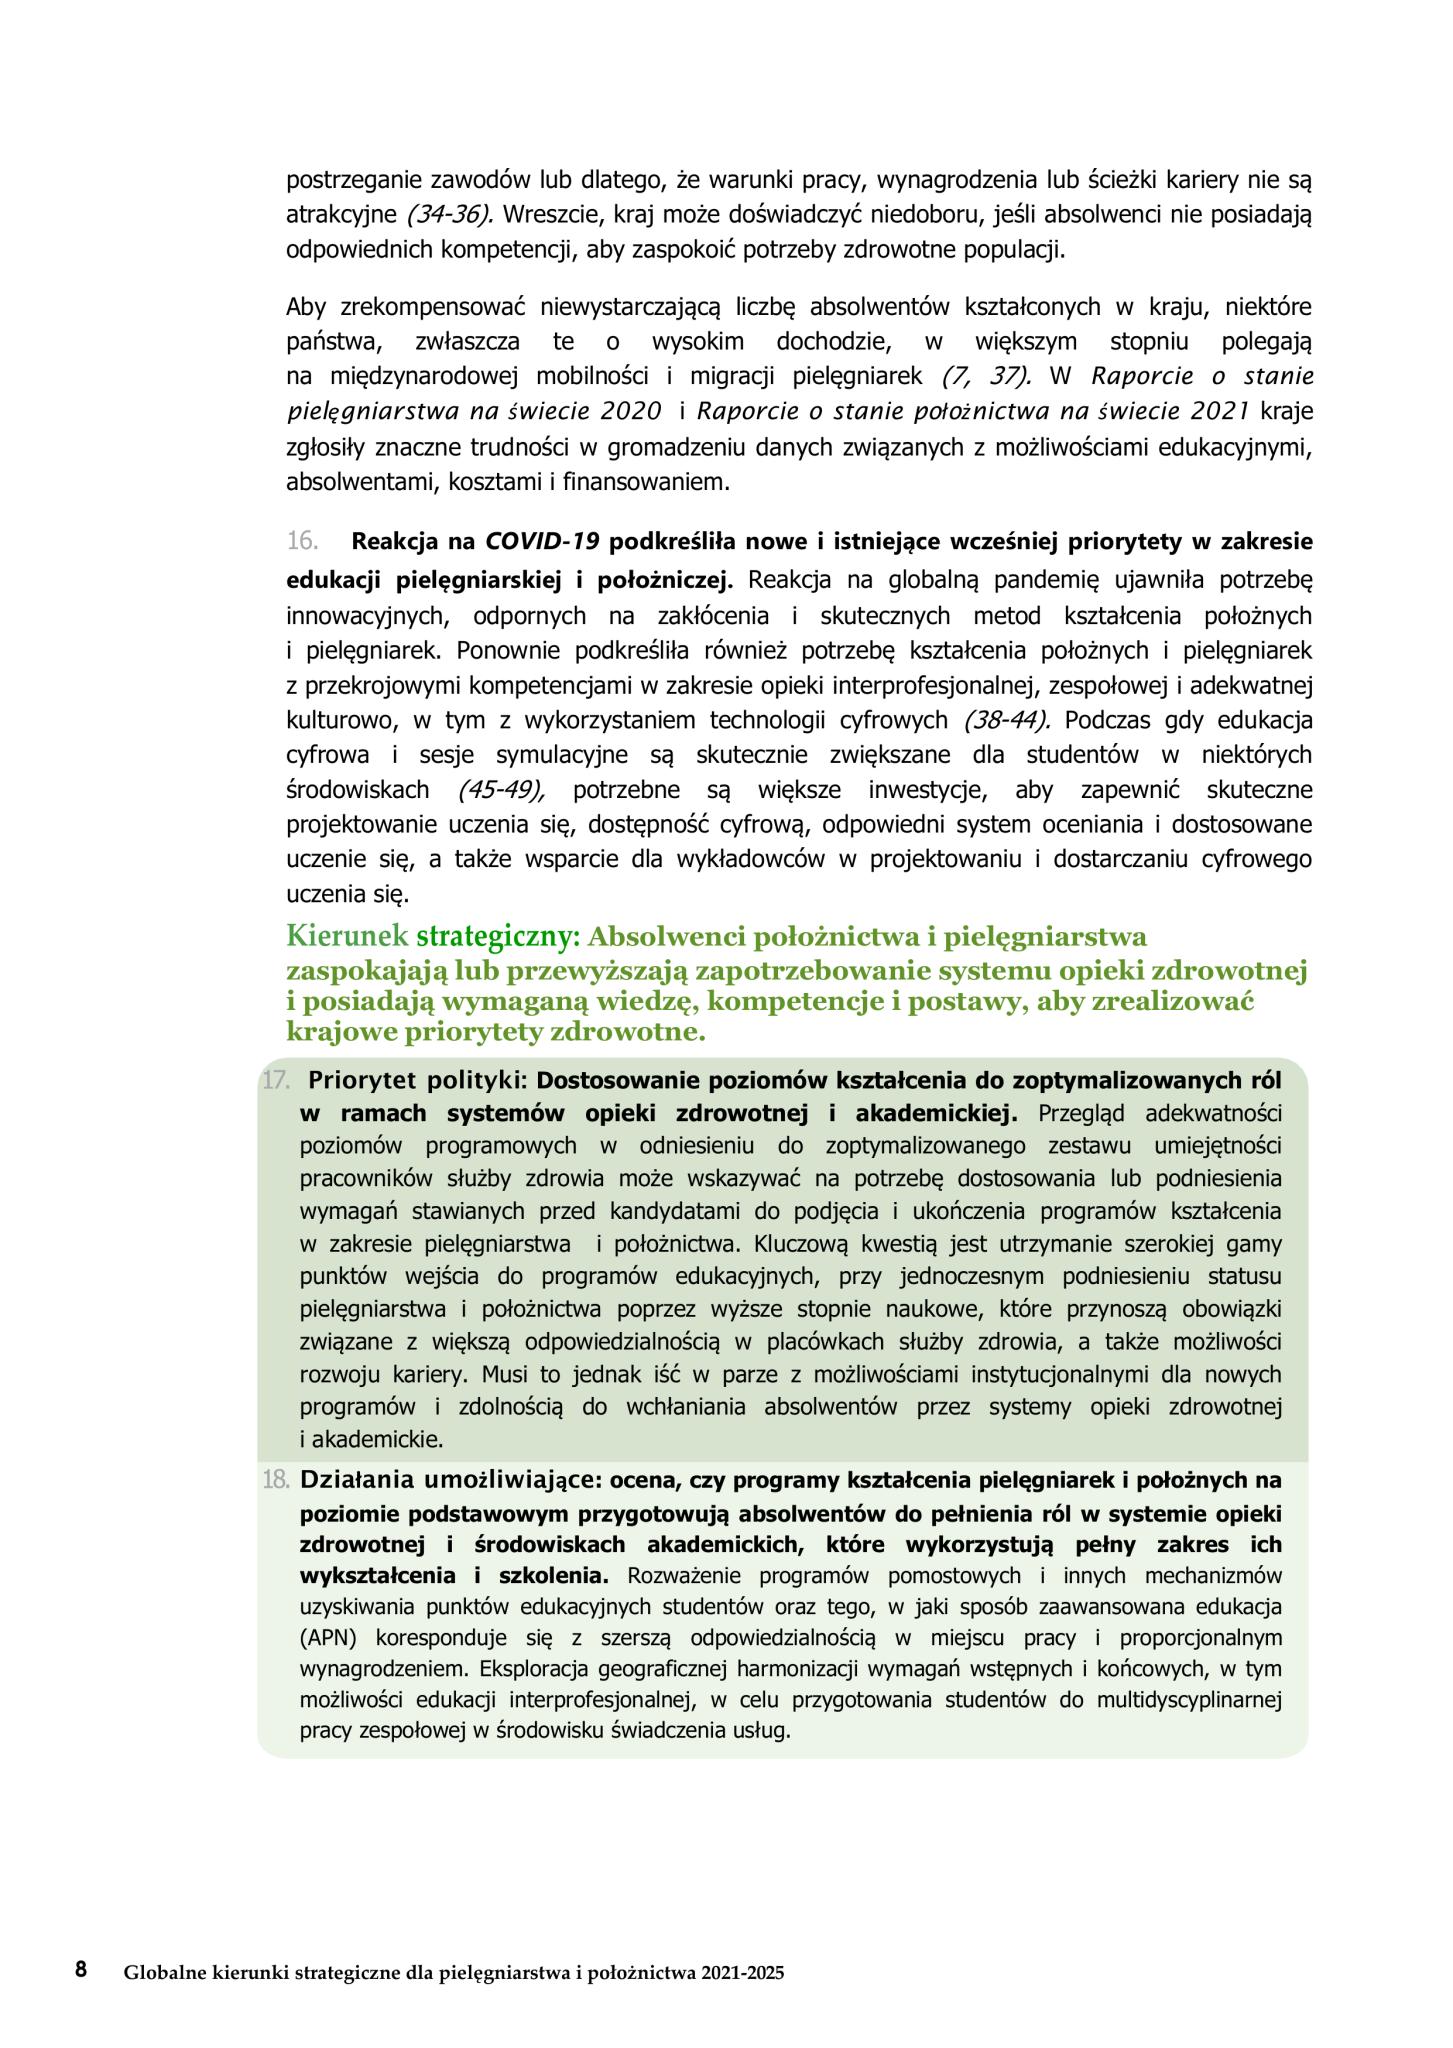 postrzeganie zawodów lub dlatego, że warunki pracy, wynagrodzenia lub ścieżki kariery nie są
atrakcyjne (34-36). Wreszcie, kraj może doświadczyć niedoboru, jeśli absolwenci nie posiadają
odpowiednich kompetencji, aby zaspokoić potrzeby zdrowotne populacji.
Aby zrekompensować niewystarczającą liczbę absolwentów kształconych w kraju, niektóre
państwa, zwłaszcza te o wysokim dochodzie, w większym stopniu polegają
na międzynarodowej mobilności i migracji pielęgniarek (7, 37). W Raporcie o stanie
pielęgniarstwa na świecie 2020 i Raporcie o stanie położnictwa na świecie 2021 kraje
zgłosiły znaczne trudności w gromadzeniu danych związanych z możliwościami edukacyjnymi,
absolwentami, kosztami i finansowaniem.
16. Reakcja na COVID-19 podkreśliła nowe i istniejące wcześniej priorytety w zakresie
edukacji pielęgniarskiej i położniczej. Reakcja na globalną pandemię ujawniła potrzebę
innowacyjnych, odpornych na zakłócenia i skutecznych metod kształcenia położnych
i pielęgniarek. Ponownie podkreśliła również potrzebę kształcenia położnych i pielęgniarek
z przekrojowymi kompetencjami w zakresie opieki interprofesjonalnej, zespołowej i adekwatnej
kulturowo, w tym z wykorzystaniem technologii cyfrowych (38-44). Podczas gdy edukacja
cyfrowa i sesje symulacyjne są skutecznie zwiększane dla studentów w niektórych
środowiskach (45-49), potrzebne są większe inwestycje, aby zapewnić skuteczne
projektowanie uczenia się, dostępność cyfrową, odpowiedni system oceniania i dostosowane
uczenie się, a także wsparcie dla wykładowców w projektowaniu i dostarczaniu cyfrowego
uczenia się.
Kierunek strategiczny: Absolwenci położnictwa i pielęgniarstwa
zaspokajają lub przewyższają zapotrzebowanie systemu opieki zdrowotnej
i posiadają wymaganą wiedzę, kompetencje i postawy, aby zrealizować
krajowe priorytety zdrowotne.
17. Priorytet polityki: Dostosowanie poziomów kształcenia do zoptymalizowanych ról
w ramach systemów opieki zdrowotnej i akademickiej. Przegląd adekwatności
poziomów programowych w odniesieniu do zoptymalizowanego zestawu umiejętności
pracowników służby zdrowia może wskazywać na potrzebę dostosowania lub podniesienia
wymagań stawianych przed kandydatami do podjęcia i ukończenia programów kształcenia
w zakresie pielęgniarstwa i położnictwa. Kluczową kwestią jest utrzymanie szerokiej gamy
punktów wejścia do programów edukacyjnych, przy jednoczesnym podniesieniu statusu
pielęgniarstwa i położnictwa poprzez wyższe stopnie naukowe, które przynoszą obowiązki
związane z większą odpowiedzialnością w placówkach służby zdrowia, a także możliwości
rozwoju kariery. Musi to jednak iść w parze z możliwościami instytucjonalnymi dla nowych
programów i zdolnością do wchłaniania absolwentów przez systemy opieki zdrowotnej
i akademickie.
18. Działania umożliwiające: ocena, czy programy kształcenia pielęgniarek i położnych na
poziomie podstawowym przygotowują absolwentów do pełnienia ról w systemie opieki
zdrowotnej i środowiskach akademickich, które wykorzystują pełny zakres ich
wykształcenia i szkolenia. Rozważenie programów pomostowych i innych mechanizmów
uzyskiwania punktów edukacyjnych studentów oraz tego, w jaki sposób zaawansowana edukacja
(APN) koresponduje się z szerszą odpowiedzialnością w miejscu pracy i proporcjonalnym
wynagrodzeniem. Eksploracja geograficznej harmonizacji wymagań wstępnych i końcowych, w tym
możliwości edukacji interprofesjonalnej, w celu przygotowania studentów do multidyscyplinarnej
pracy zespołowej w środowisku świadczenia usług.
8 Globalne kierunki strategiczne dla pielęgniarstwa i położnictwa 2021-2025